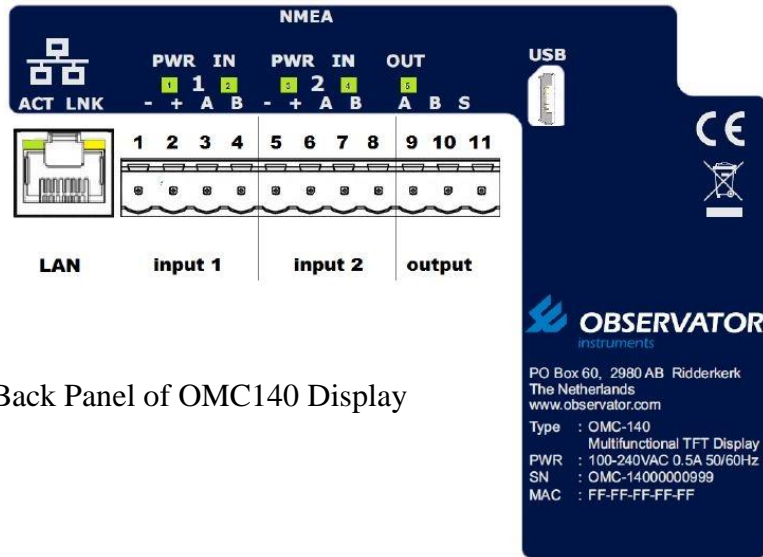 NMEA
PWR IN PWR IN OUT USB
1 2 3 4 5
1 2
ACT LNK - + A B - + A B A B S
1 2 3 4 5 6 7 8 9 10 11
CE
LAN input 1 input 2 output
OBSERVATOR
instruments
PO Box 60, 2980 AB Ridderkerk
The Netherlands
www.observator.com
Type : OMC-140
Multifunctional TFT Display
PWR : 100-240VAC 0.5A 50/60Hz
SN : OMC-14000000999
MAC : FF-FF-FF-FF-FF
Back Panel of OMC140 Display